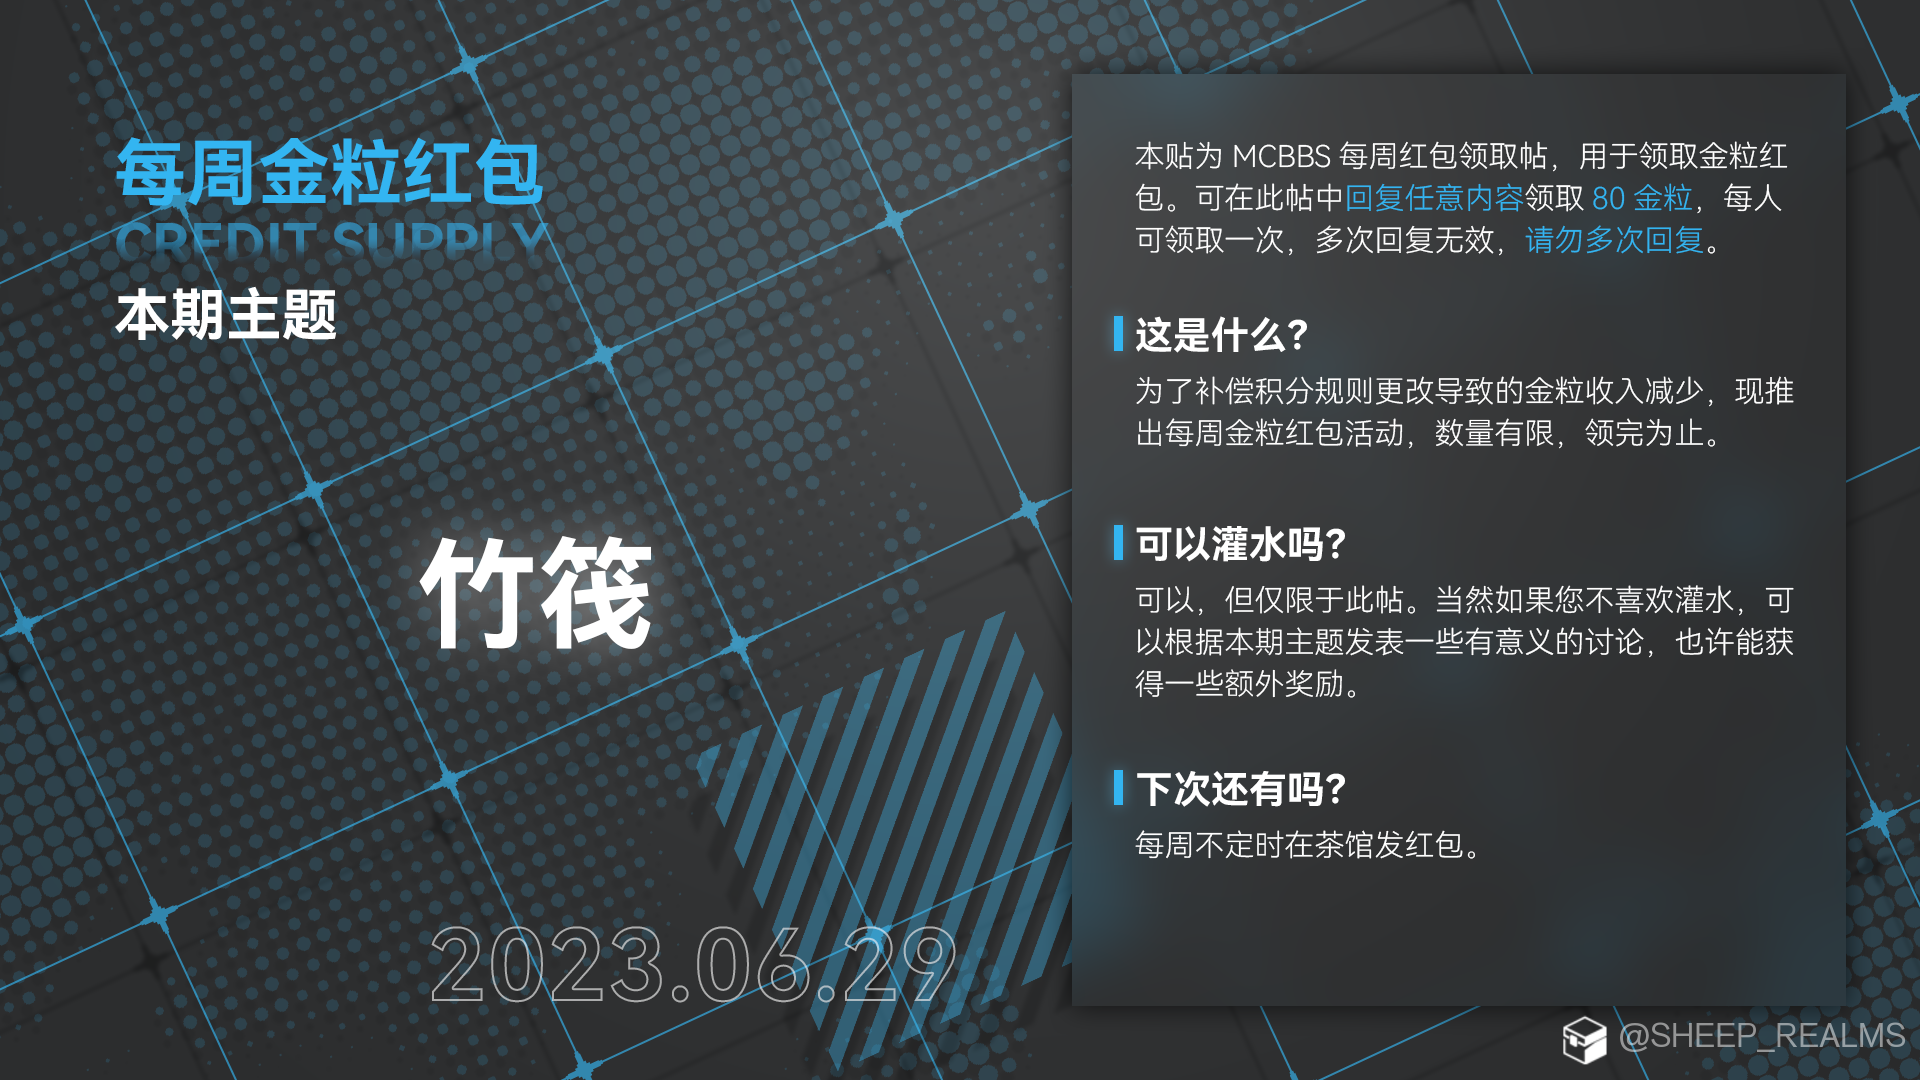 每周金粒红包
CREDIT SUPPLY
本期主题
竹筏
2023.06.29
本贴为 MCBBS 每周红包领取帖，用于领取金粒红
包。可在此帖中回复任意内容领取 80 金粒，每人
可领取一次，多次回复无效，请勿多次回复。
这是什么？
为了补偿积分规则更改导致的金粒收入减少，现推
出每周金粒红包活动，数量有限，领完为止。
可以灌水吗？
可以，但仅限于此帖。当然如果您不喜欢灌水，可
以根据本期主题发表一些有意义的讨论，也许能获
得一些额外奖励。
下次还有吗？
每周不定时在茶馆发红包。
@SHEEP_REALMS